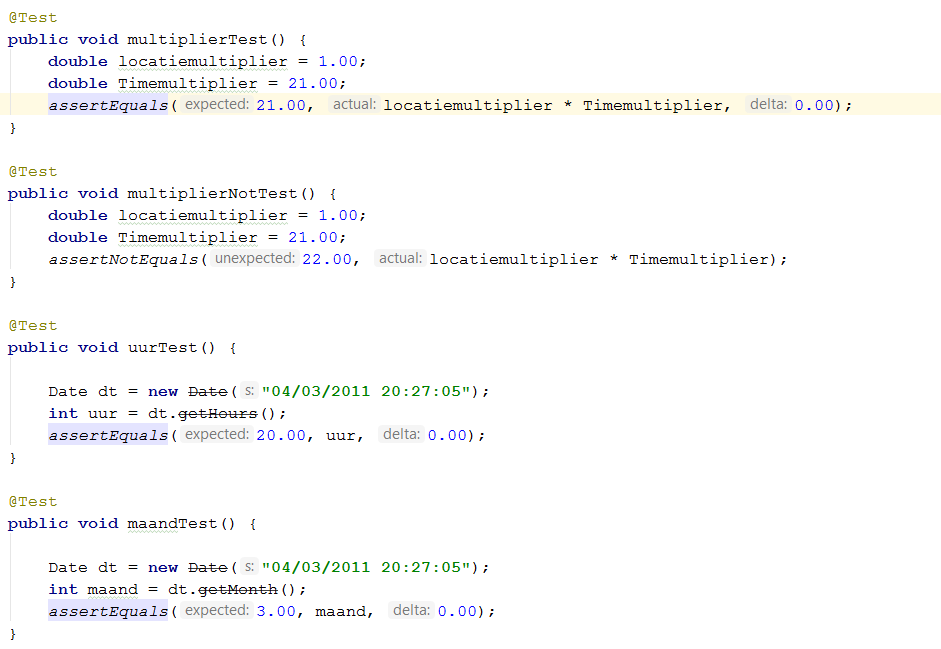 @Test
public void multiplierTest() {
double locatiemultiplier = 1.00;
double Timemultiplier = 21.00;
assertEquals( expected: 21.00, actual: locatiemultiplier * Timemultiplier, delta: 0.00);
}
@Test
public void multiplierNotTest() {
double locatiemultiplier = 1.00;
double Timemultiplier = 21.00;
assertNotEquals( unexpected: 22.00, actual: locatiemultiplier * Timemultiplier);
}
@Test
public void uurTest() {
Date dt = new Date( s: "04/03/2011 20:27:05");
int uur = dt.getHours();
assertEquals( expected: 20.00, uur, delta: 0.00);
}
@Test
public void maandTest() {
Date dt = new Date( s: "04/03/2011 20:27:05");
int maand = dt.getMonth();
assertEquals( expected: 3.00, maand, delta: 0.00);
}